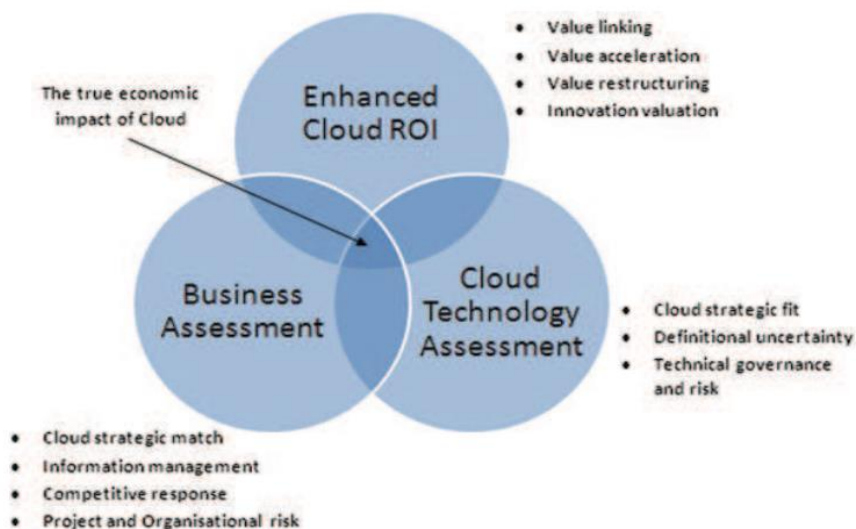 • Value linking
• Value acceleration
• Value restructuring
• Innovation valuation
The true economic
impact of Cloud
Enhanced
Cloud ROI
Business
Assessment
Cloud
Technology
Assessment
• Cloud strategic fit
• Definitional uncertainty
• Technical governance
and risk
• Cloud strategic match
• Information management
• Competitive response
• Project and Organisational risk